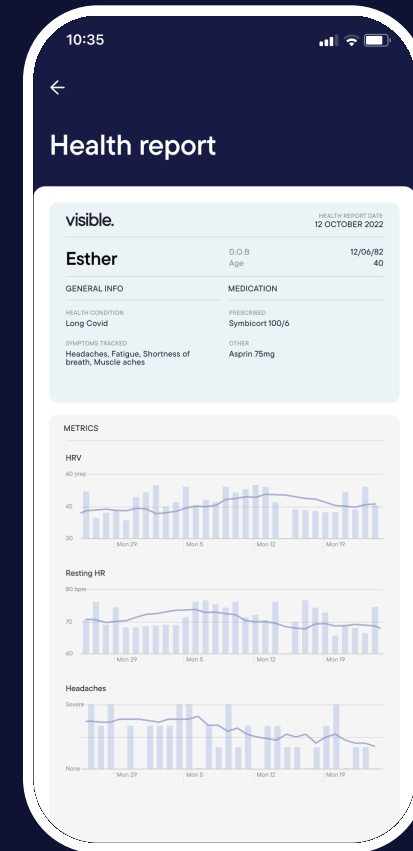 10:35
Health report
visible.
HEALTH REPORT DATE
12 OCTOBER 2022
Esther
D.O.B 12/06/82
Age 40
GENERAL INFO MEDICATION
HEALTH CONDITION PRESCRIBED
Long Covid Symbicort 100/6
SYMPTOMS TRACKED OTHER
Headaches, Fatigue, Shortness of Asprin 75mg
breath, Muscle aches
METRICS
HRV
60 (ms)
45
30
Mon 29 Mon 5 Mon 12 Mon 19
Resting HR
80 bpm
70
60
Mon 29 Mon 5 Mon 12 Mon 19
Headaches
Severe
None
Mon 29 Mon 5 Mon 12 Mon 19